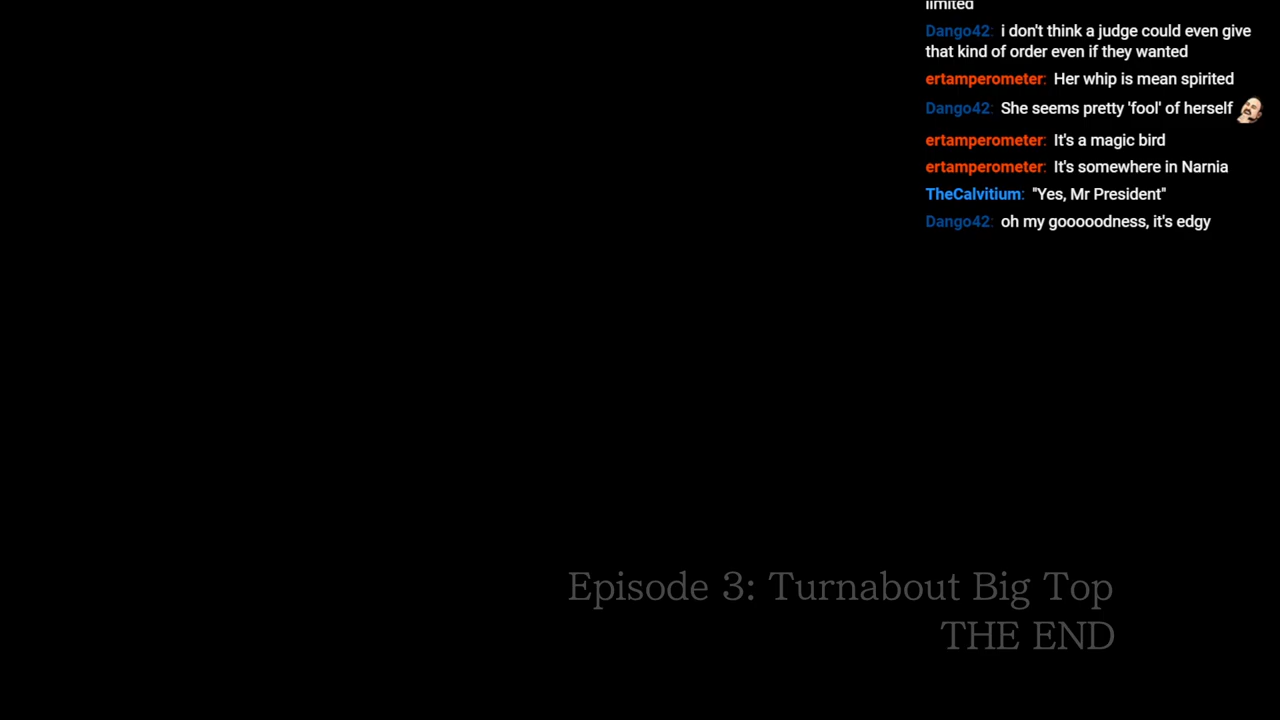 limited
Dango42: i don't think a judge could even give
that kind of order even if they wanted
ertamperometer: Her whip is mean spirited
Dango42: She seems pretty 'fool' of herself
ertamperometer: It's a magic bird
ertamperometer: It's somewhere in Narnia
TheCalvitium: "Yes, Mr President"
Dango42: oh my gooooodness, it's edgy
Episode 3: Turnabout Big Top
THE END